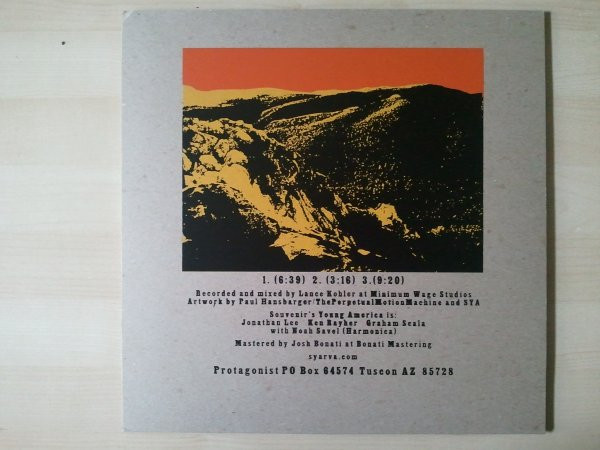 1. (6:39) 2. (3:16) 3. (9:20)
Recorded and mixed by Lance Kohler at Minimum Wage Studios
Artwork by Paul Hansbarger/ThePerpetualMotionMachine and SYA
Souvenir's Young America is:
Jonathan Lee Ken Rayher Graham Scala
with Noah Savel (Harmonica)
Mastered by Josh Bonati at Bonati Mastering
syarva.com
Protagonist PO Box 64574 Tuscon AZ 85728